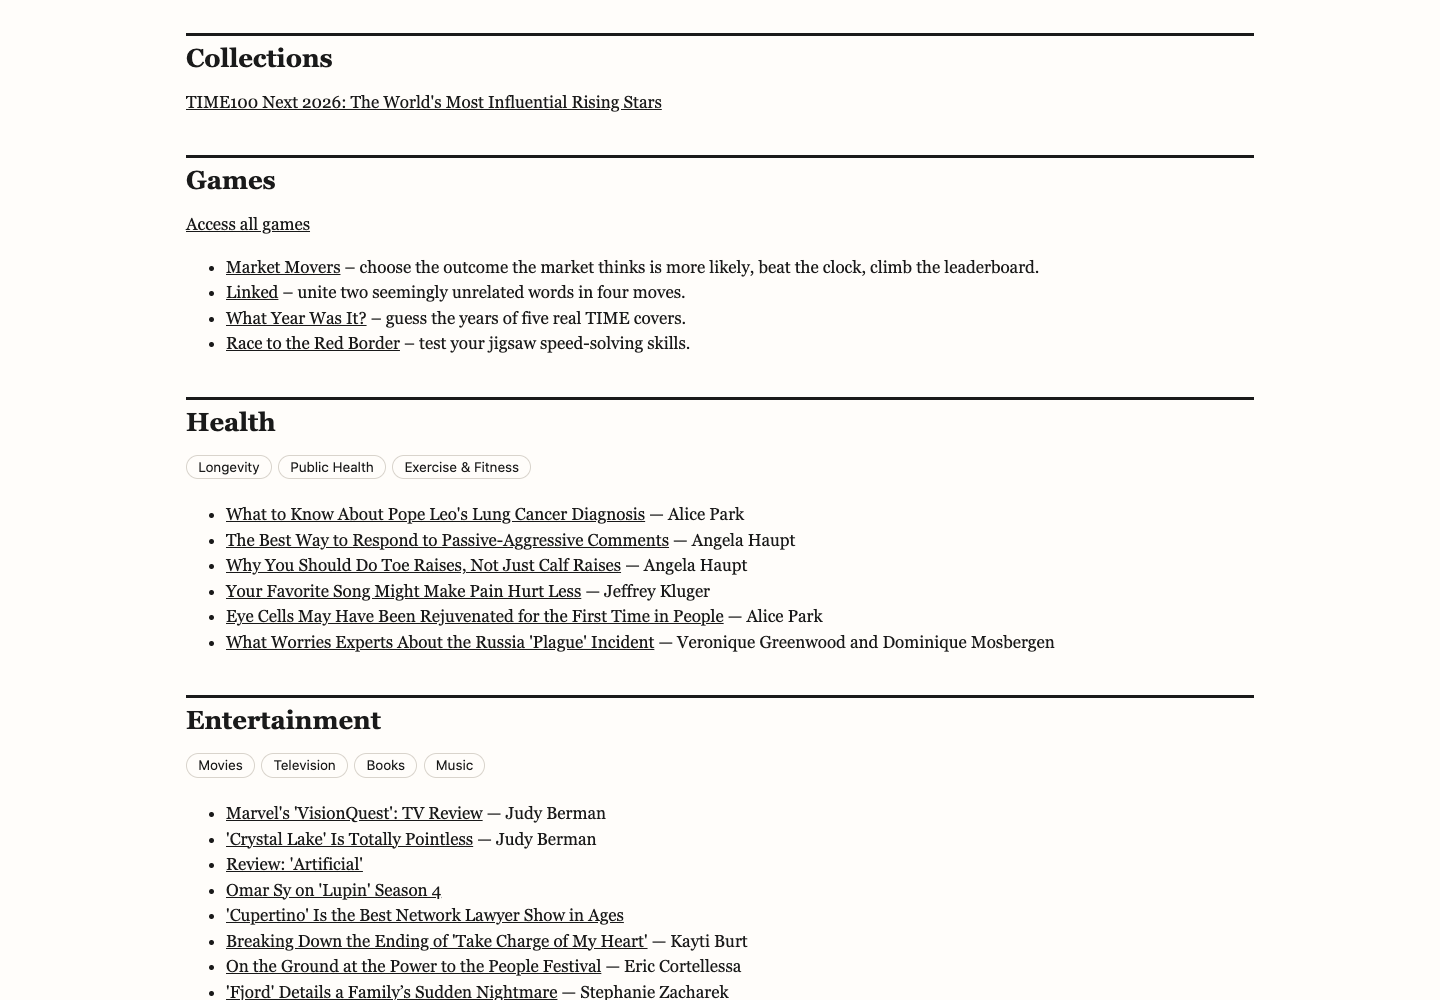 Collections
TIME100 Next 2026: The World's Most Influential Rising Stars
Games
Access all games
• Market Movers – choose the outcome the market thinks is more likely, beat the clock, climb the leaderboard.
• Linked – unite two seemingly unrelated words in four moves.
• What Year Was It? – guess the years of five real TIME covers.
• Race to the Red Border – test your jigsaw speed-solving skills.
Health
Longevity Public Health Exercise & Fitness
• What to Know About Pope Leo's Lung Cancer Diagnosis — Alice Park
• The Best Way to Respond to Passive-Aggressive Comments — Angela Haupt
• Why You Should Do Toe Raises, Not Just Calf Raises — Angela Haupt
• Your Favorite Song Might Make Pain Hurt Less — Jeffrey Kluger
• Eye Cells May Have Been Rejuvenated for the First Time in People — Alice Park
• What Worries Experts About the Russia 'Plague' Incident — Veronique Greenwood and Dominique Mosbergen
Entertainment
Movies Television Books Music
• Marvel's 'VisionQuest': TV Review — Judy Berman
• 'Crystal Lake' Is Totally Pointless — Judy Berman
• Review: 'Artificial'
• Omar Sy on 'Lupin' Season 4
• 'Cupertino' Is the Best Network Lawyer Show in Ages
• Breaking Down the Ending of 'Take Charge of My Heart' — Kayti Burt
• On the Ground at the Power to the People Festival — Eric Cortellessa
• 'Fjord' Details a Family’s Sudden Nightmare — Stephanie Zacharek